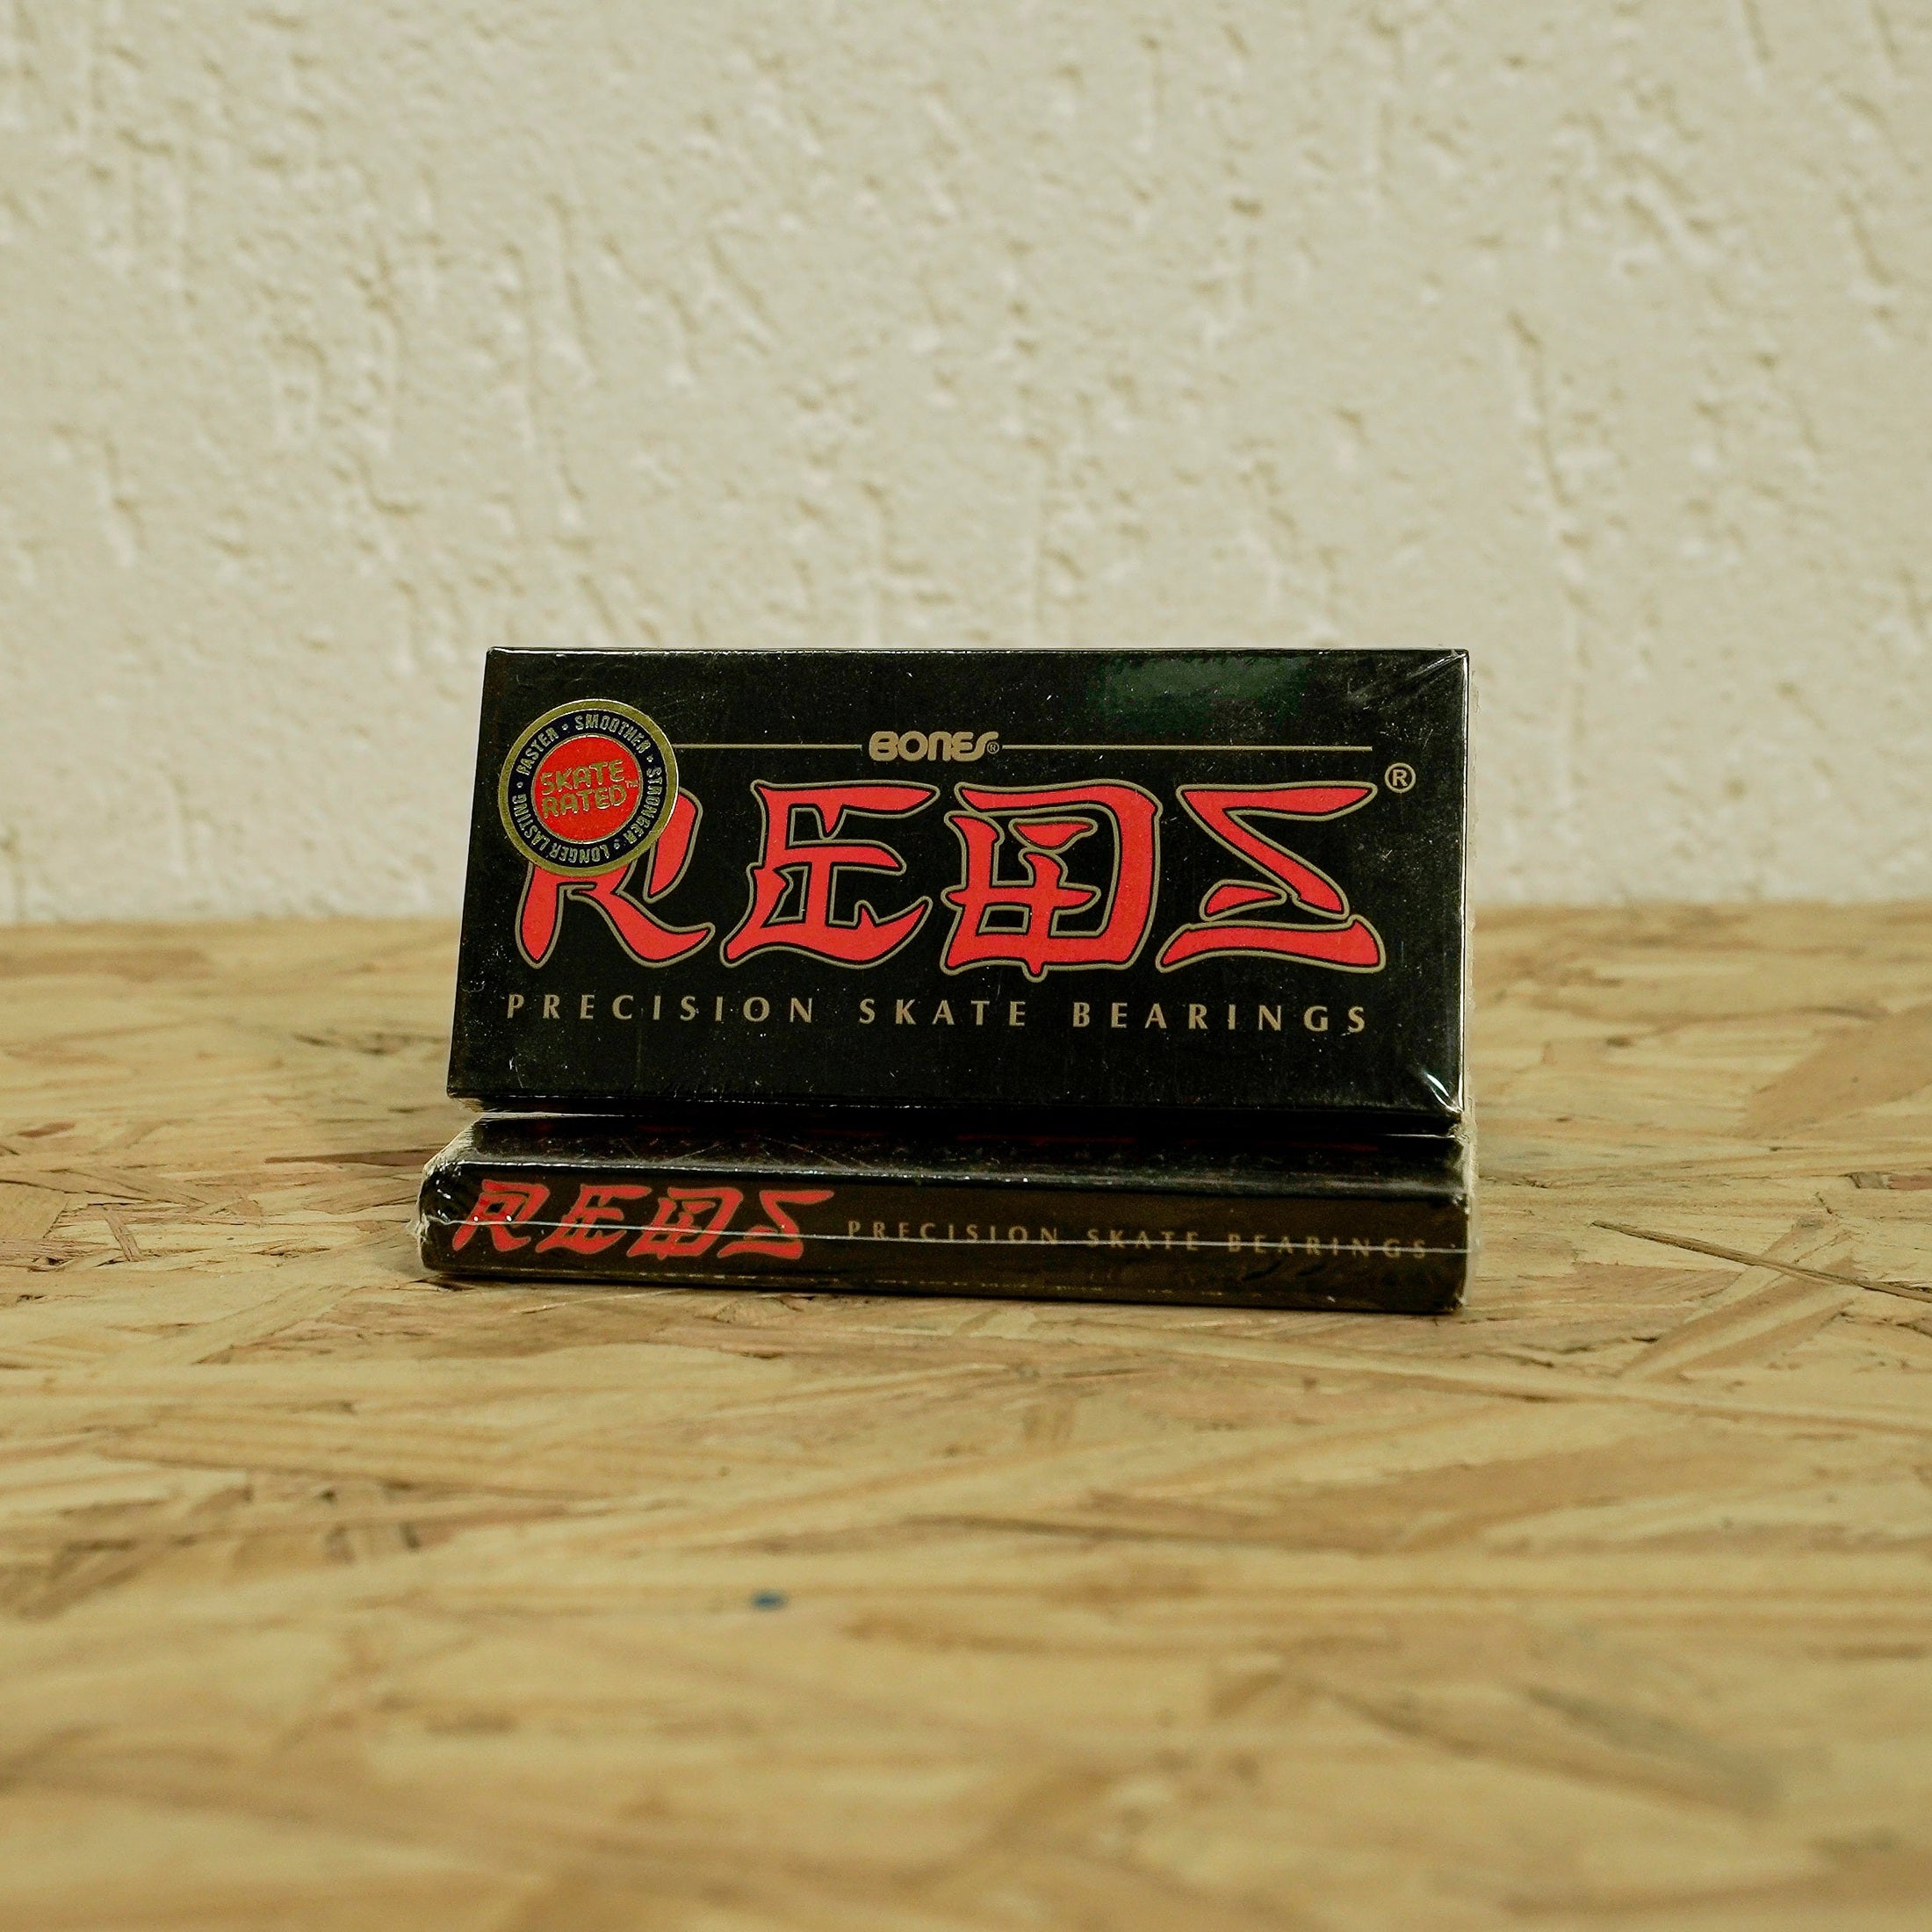 BONES®
REDS®
FASTER • SMOOTHER • STRONGER • LONGER LASTING •
SKATE
RATED™
PRECISION SKATE BEARINGS
REDS PRECISION SKATE BEARINGS